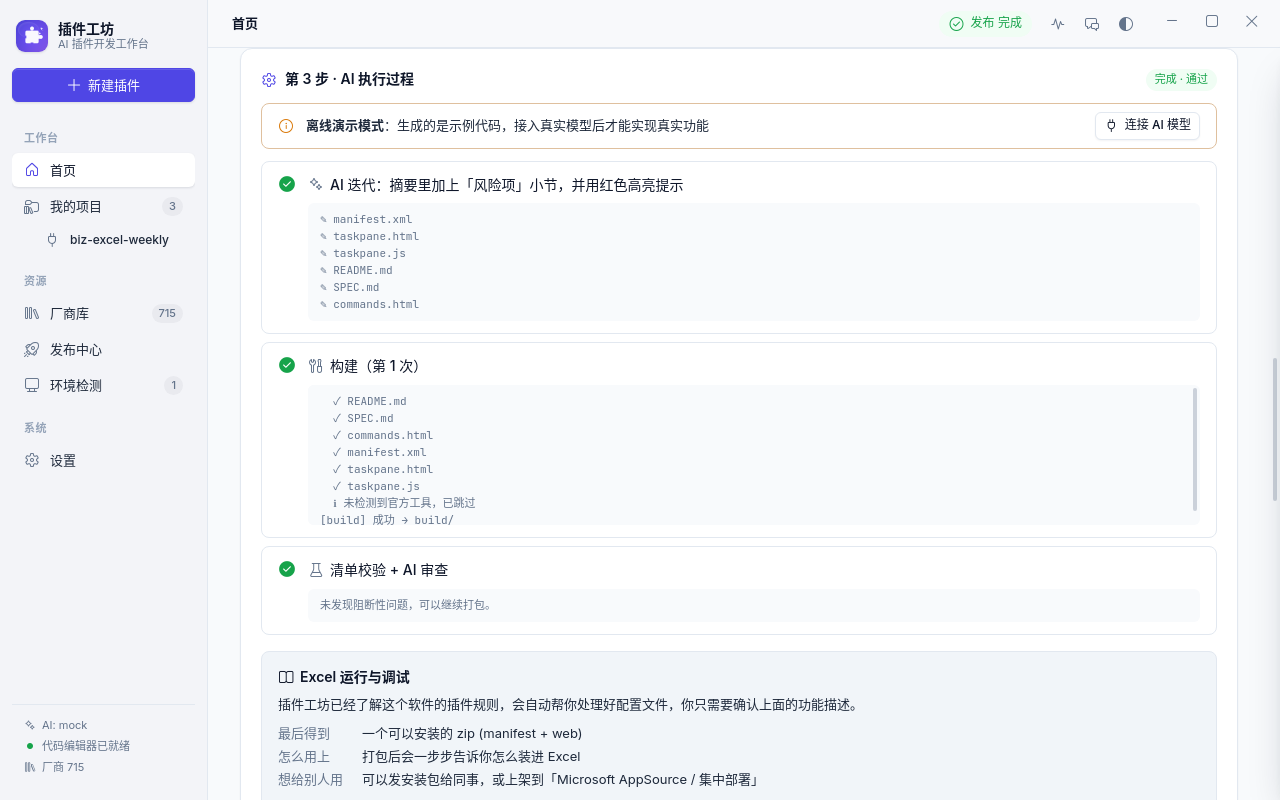 插件工坊
AI 插件开发工作台
新建插件
工作台
首页
我的项目 3
biz-excel-weekly
资源
厂商库 715
发布中心
环境检测 1
系统
设置
AI: mock
代码编辑器已就绪
厂商 715
首页
发布 完成
第 3 步 · AI 执行过程
完成 · 通过
离线演示模式：生成的是示例代码，接入真实模型后才能实现真实功能
连接 AI 模型
AI 迭代：摘要里加上「风险项」小节，并用红色高亮提示
✎ manifest.xml
✎ taskpane.html
✎ taskpane.js
✎ README.md
✎ SPEC.md
✎ commands.html
构建（第 1 次）
✓ README.md
✓ SPEC.md
✓ commands.html
✓ manifest.xml
✓ taskpane.html
✓ taskpane.js
ℹ 未检测到官方工具，已跳过
[build] 成功 → build/
清单校验 + AI 审查
未发现阻断性问题，可以继续打包。
Excel 运行与调试
插件工坊已经了解这个软件的插件规则，会自动帮你处理好配置文件，你只需要确认上面的功能描述。
最后得到 一个可以安装的 zip (manifest + web)
怎么用上 打包后会一步步告诉你怎么装进 Excel
想给别人用 可以发安装包给同事，或上架到「Microsoft AppSource / 集中部署」